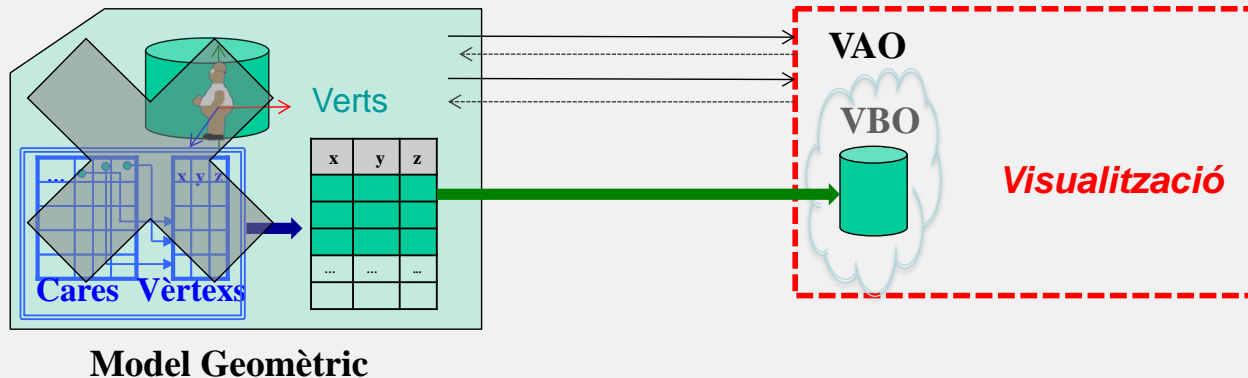 VAO
Verts
VBO
x y z
... x y z
Visualització
... ... ...
Cares Vèrtexs
Model Geomètric